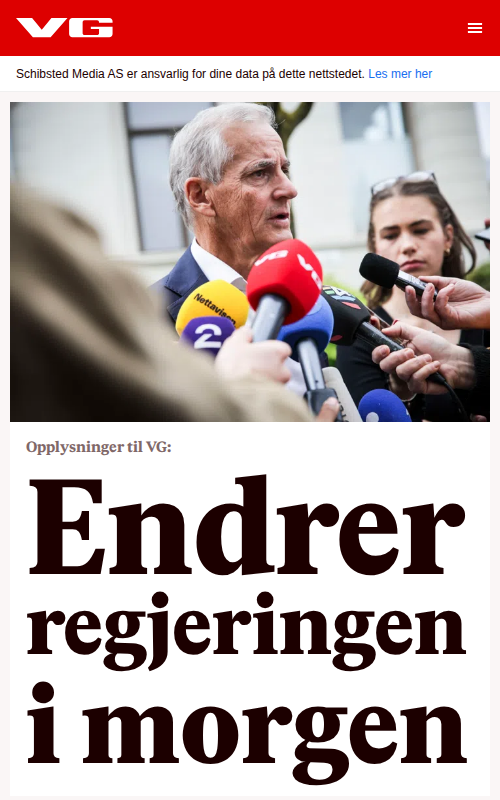 VG
Schibsted Media AS er ansvarlig for dine data på dette nettstedet. Les mer her
VG
Nettavisen
2
Opplysninger til VG:
Endrer
regjeringen
i morgen